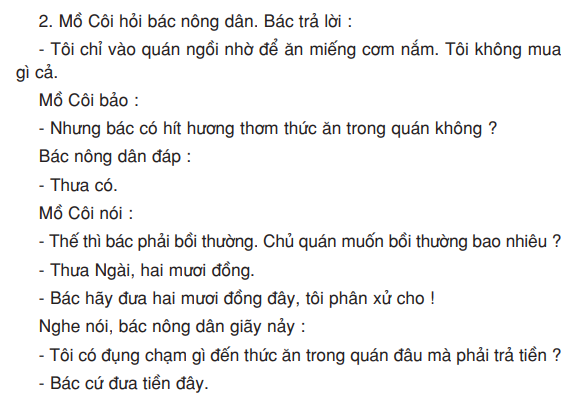 2. Mồ Côi hỏi bác nông dân. Bác trả lời :
- Tôi chỉ vào quán ngồi nhờ để ăn miếng cơm nắm. Tôi không mua
gì cả.
Mồ Côi bảo :
- Nhưng bác có hít hương thơm thức ăn trong quán không ?
Bác nông dân đáp :
- Thưa có.
Mồ Côi nói :
- Thế thì bác phải bồi thường. Chủ quán muốn bồi thường bao nhiêu ?
- Thưa Ngài, hai mươi đồng.
- Bác hãy đưa hai mươi đồng đây, tôi phân xử cho !
Nghe nói, bác nông dân giãy nảy :
- Tôi có đụng chạm gì đến thức ăn trong quán đâu mà phải trả tiền ?
- Bác cứ đưa tiền đây.